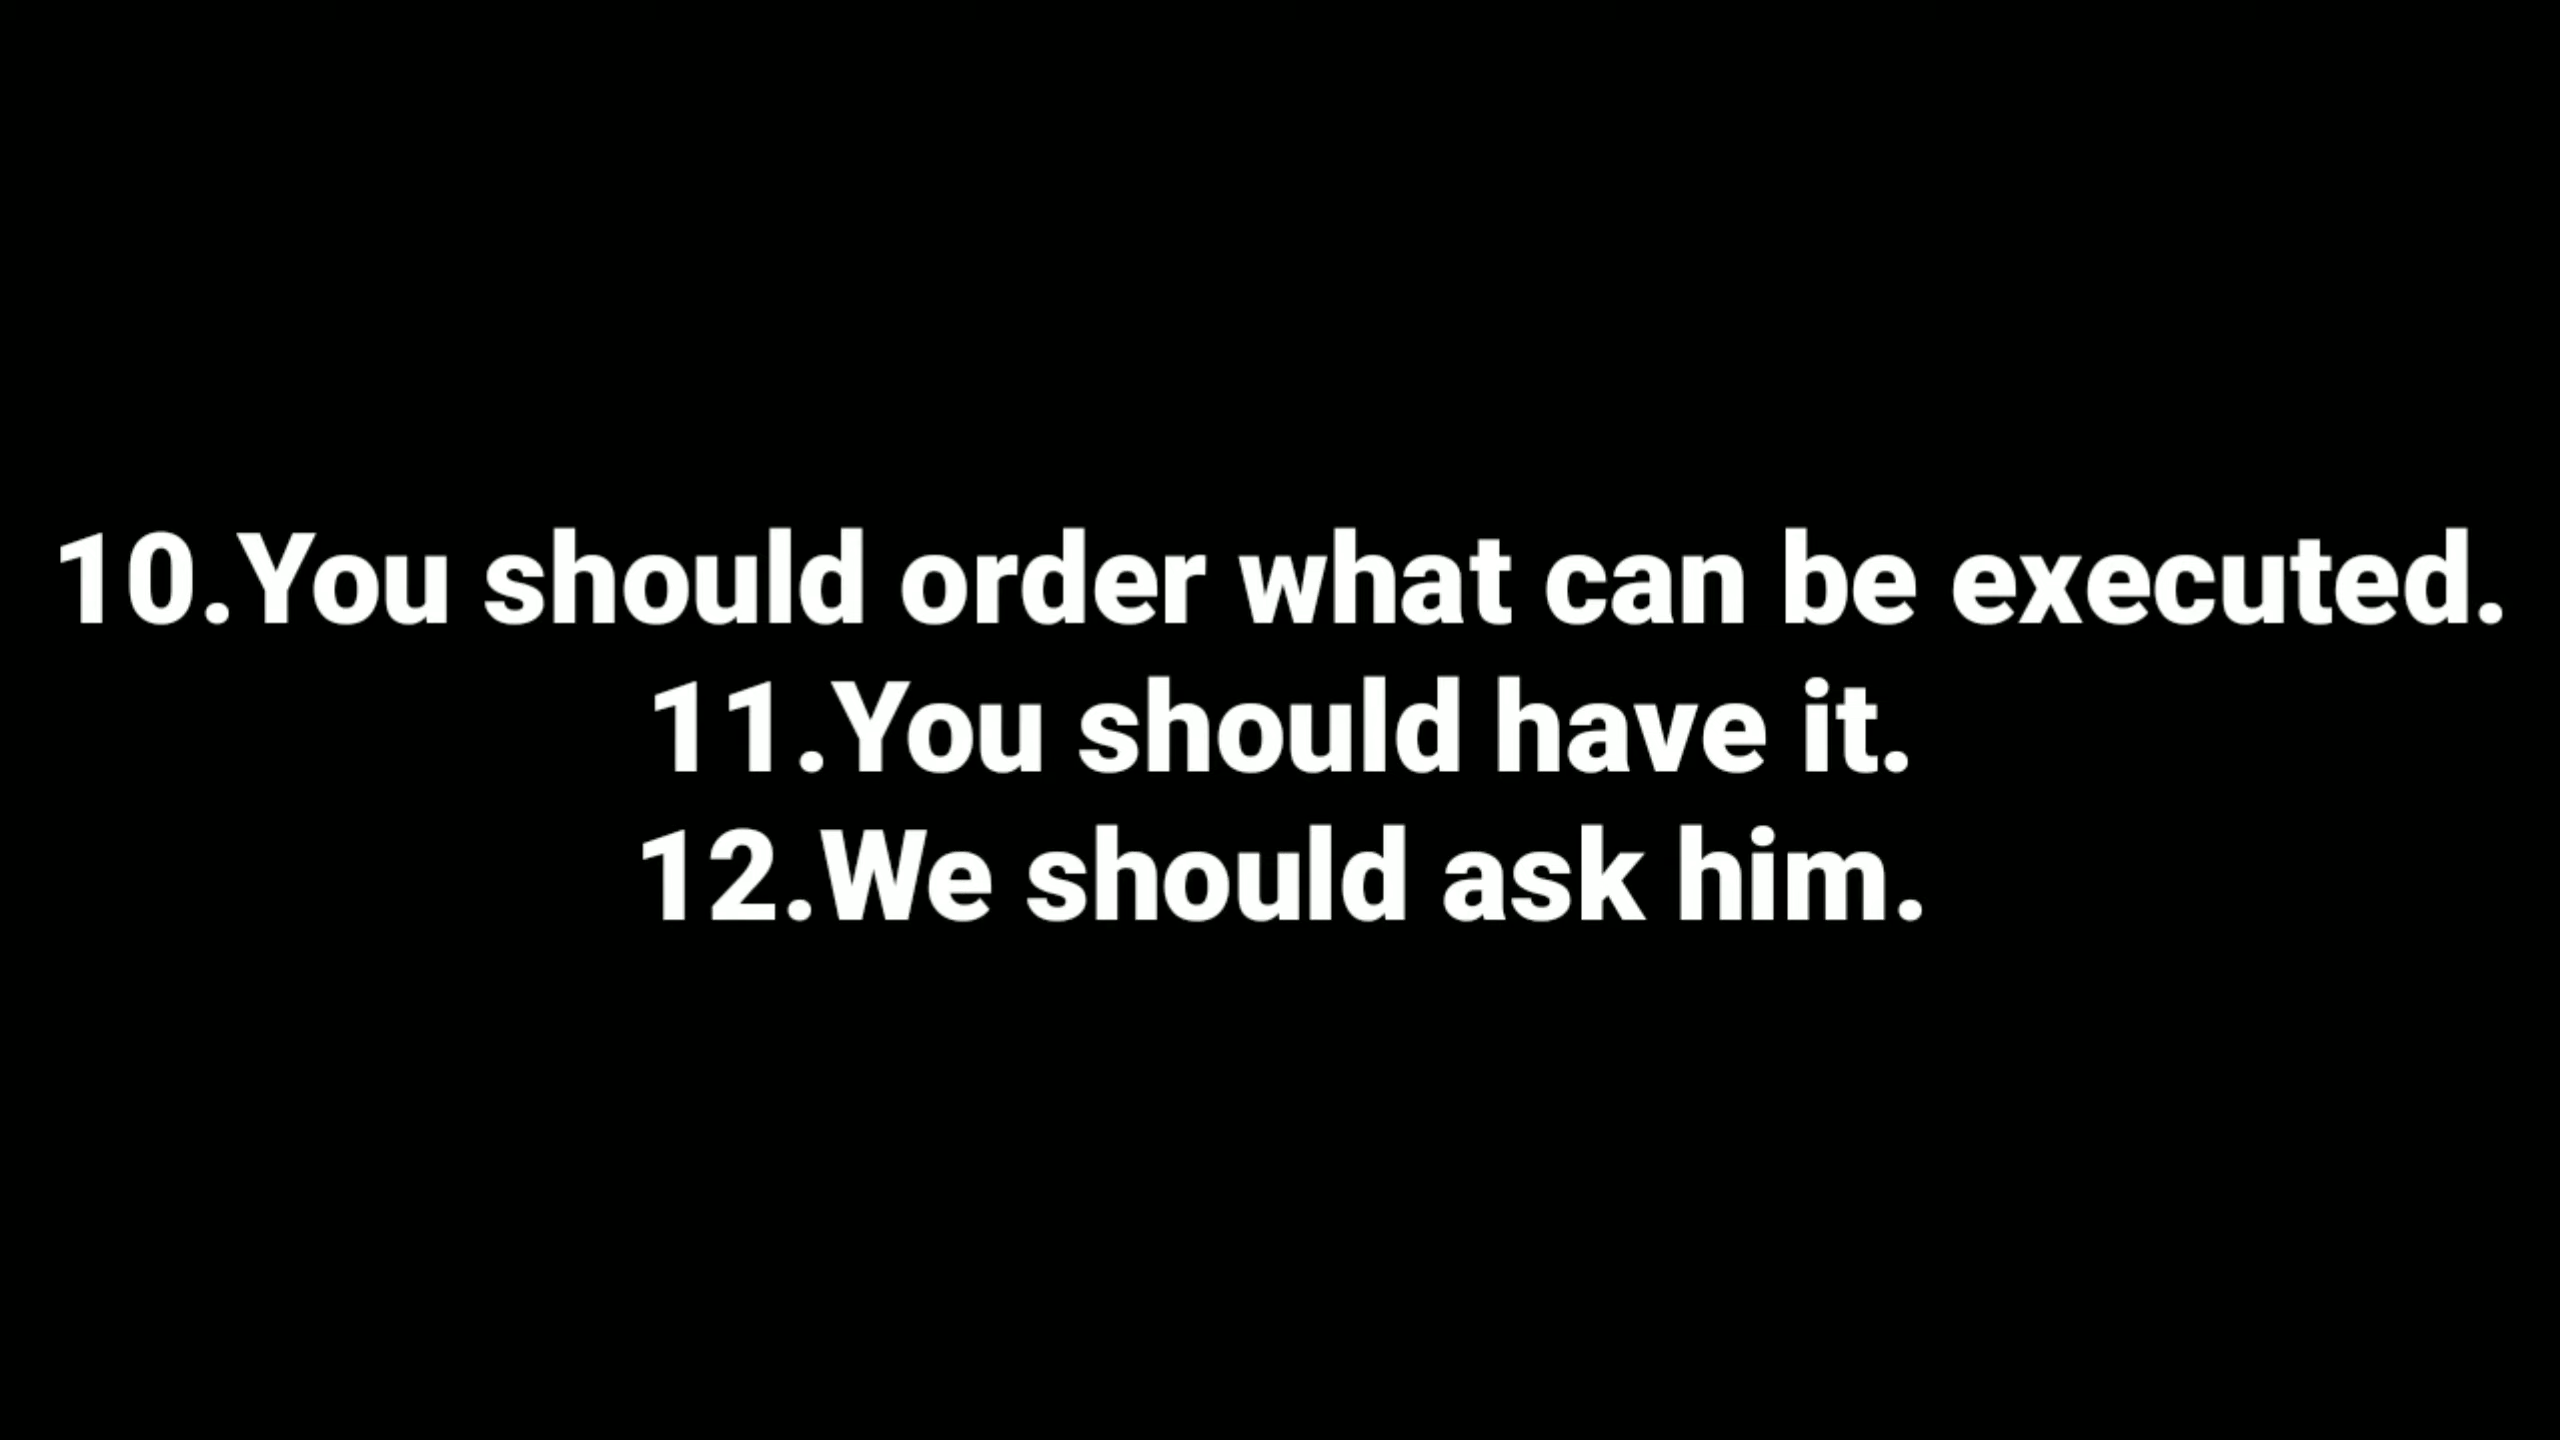 10.You should order what can be executed.
11.You should have it.
12.We should ask him.